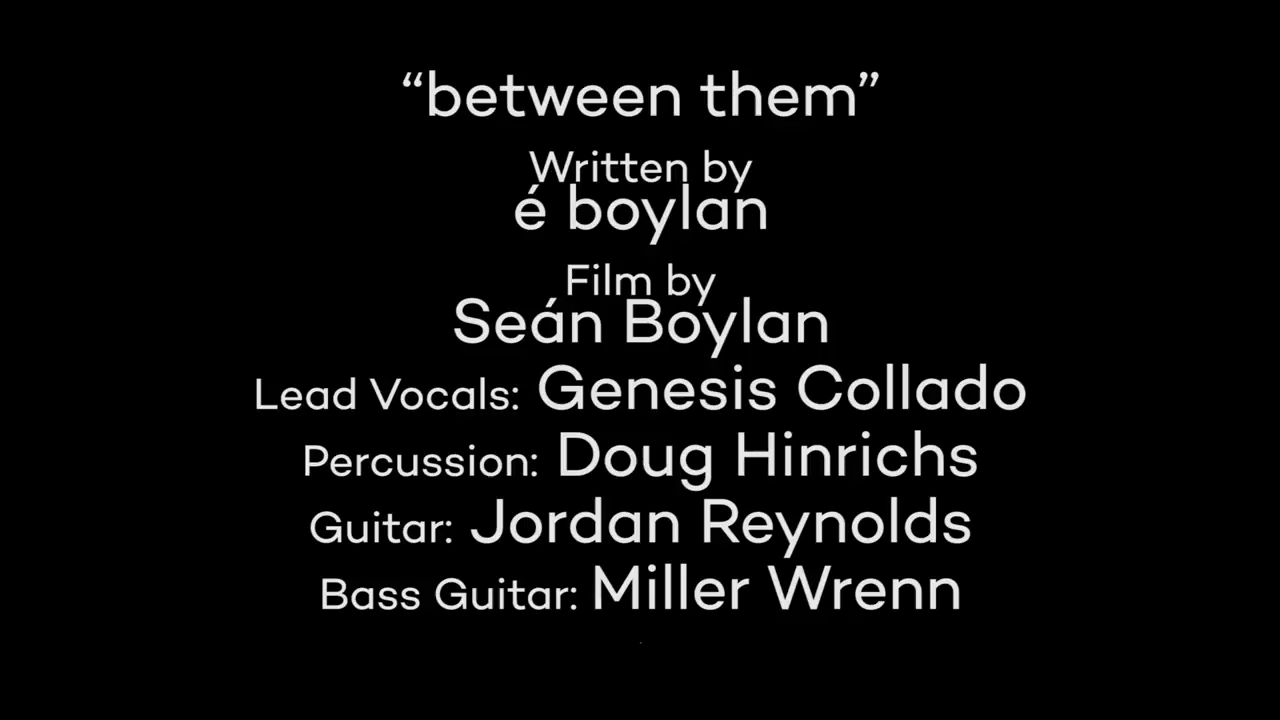 “between them”
Written by
é boylan
Film by
Seán Boylan
Lead Vocals: Genesis Collado
Percussion: Doug Hinrichs
Guitar: Jordan Reynolds
Bass Guitar: Miller Wrenn